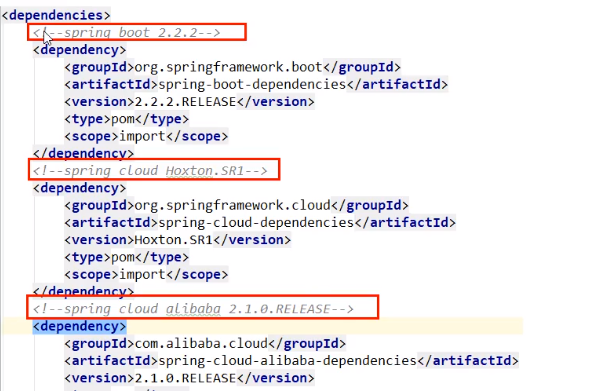 <dependencies>
<!--spring boot 2.2.2-->
<dependency>
<groupId>org.springframework.boot</groupId>
<artifactId>spring-boot-dependencies</artifactId>
<version>2.2.2.RELEASE</version>
<type>pom</type>
<scope>import</scope>
</dependency>
<!--spring cloud Hoxton.SR1-->
<dependency>
<groupId>org.springframework.cloud</groupId>
<artifactId>spring-cloud-dependencies</artifactId>
<version>Hoxton.SR1</version>
<type>pom</type>
<scope>import</scope>
</dependency>
<!--spring cloud alibaba 2.1.0.RELEASE-->
<dependency>
<groupId>com.alibaba.cloud</groupId>
<artifactId>spring-cloud-alibaba-dependencies</artifactId>
<version>2.1.0.RELEASE</version>